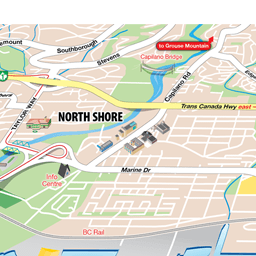 to Grouse Mountain
mount
Southborough
Stevens
Capilano Bridge
Capilano Rd
Trans Canada Hwy east
TAYLOR WAY
NORTH SHORE
Marine Dr
Info
Centre
BC Rail